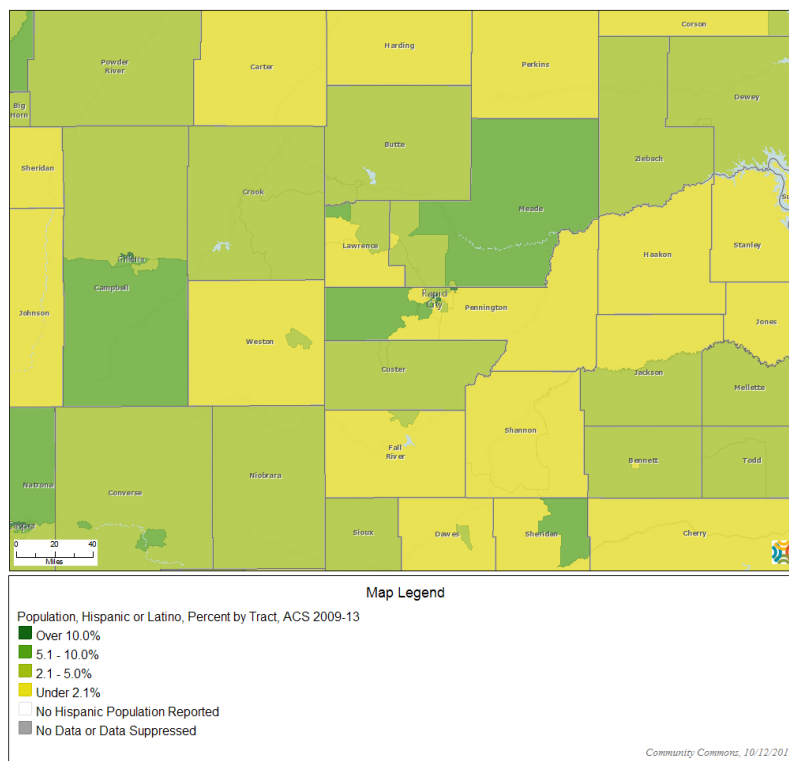 Corson
Harding
Perkins
Powder
River
Carter
Big
Horn
Dewey
Butte
Ziebach
Sheridan
Crook
Meade
Lawrence
Haakon
Stanley
Campbell
Rapid
City
Johnson
Pennington
Jones
Weston
Custer
Jackson
Mellette
Shannon
Fall
River
Bennett
Todd
Natrona
Converse
Niobrara
Sioux
Dawes
Sheridan
Cherry
0 20 40
Miles
Map Legend
Population, Hispanic or Latino, Percent by Tract, ACS 2009-13
Over 10.0%
5.1 - 10.0%
2.1 - 5.0%
Under 2.1%
No Hispanic Population Reported
No Data or Data Suppressed
Community Commons, 10/12/201